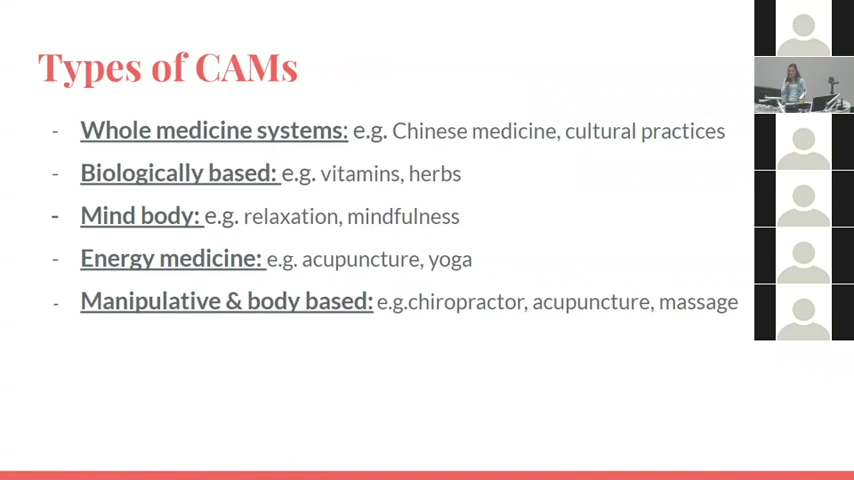 Types of CAMs
- Whole medicine systems: e.g. Chinese medicine, cultural practices
- Biologically based: e.g. vitamins, herbs
- Mind body: e.g. relaxation, mindfulness
- Energy medicine: e.g. acupuncture, yoga
- Manipulative & body based: e.g.chiropractor, acupuncture, massage